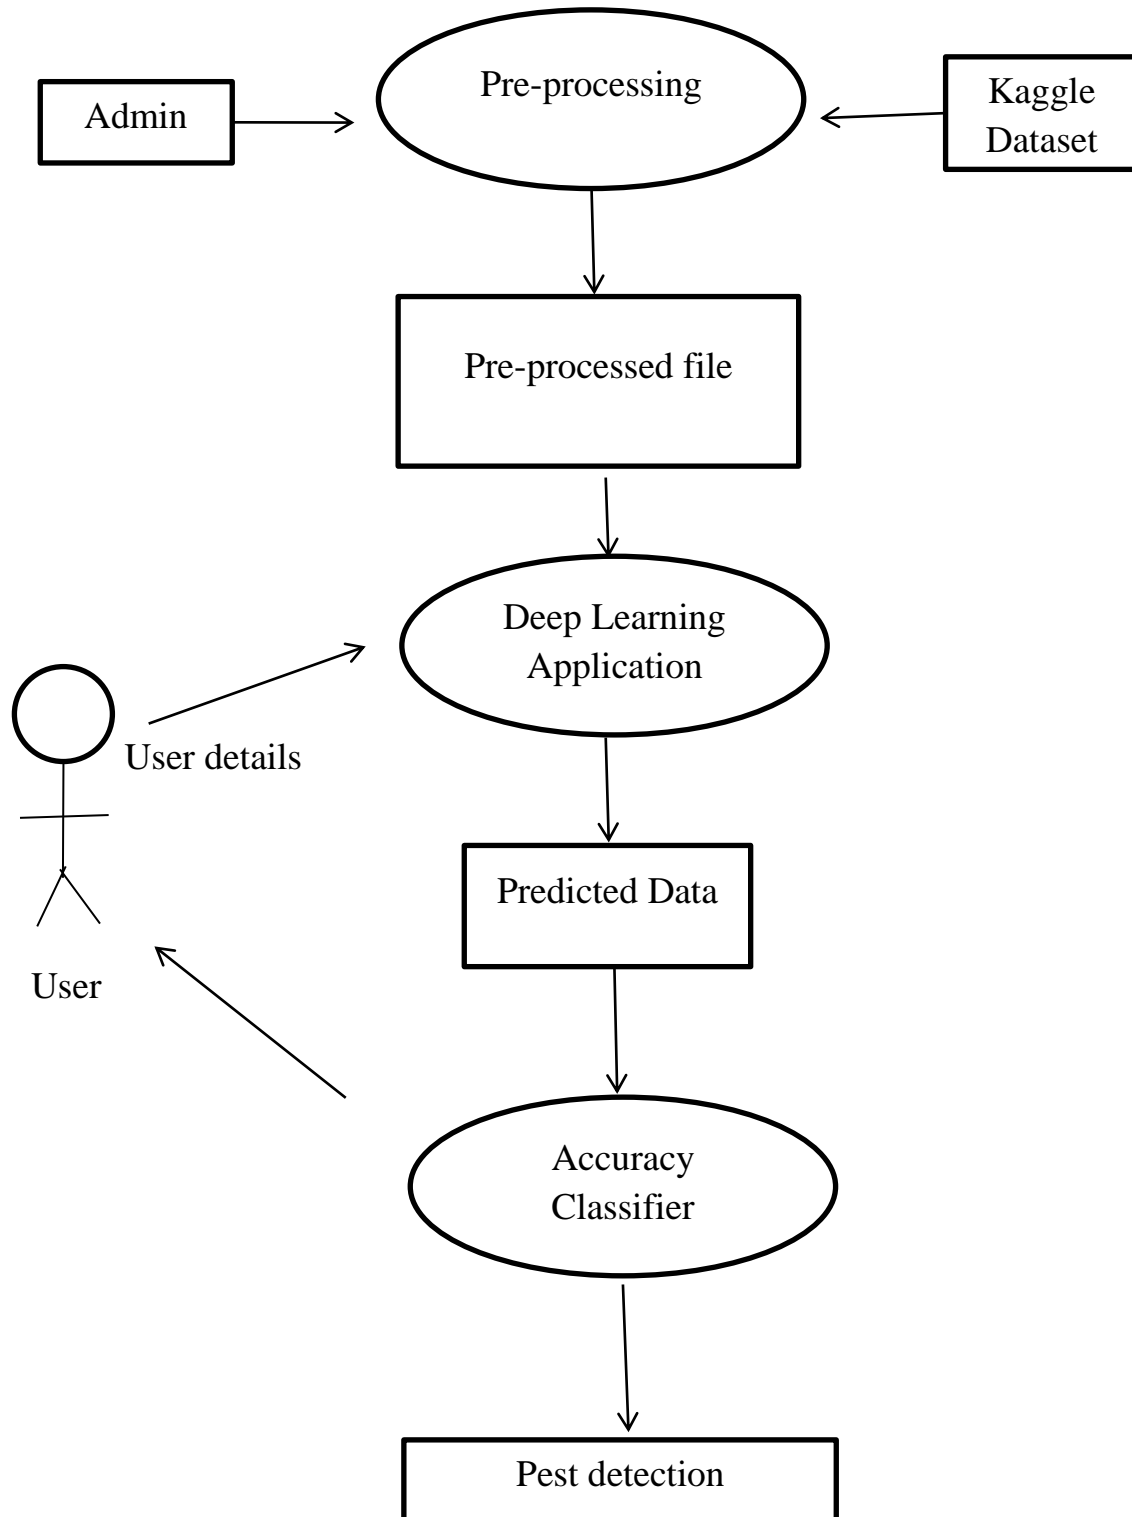 Pre-processing
Admin
Kaggle
Dataset
Pre-processed file
Deep Learning
Application
User details
Predicted Data
User
Accuracy
Classifier
Pest detection